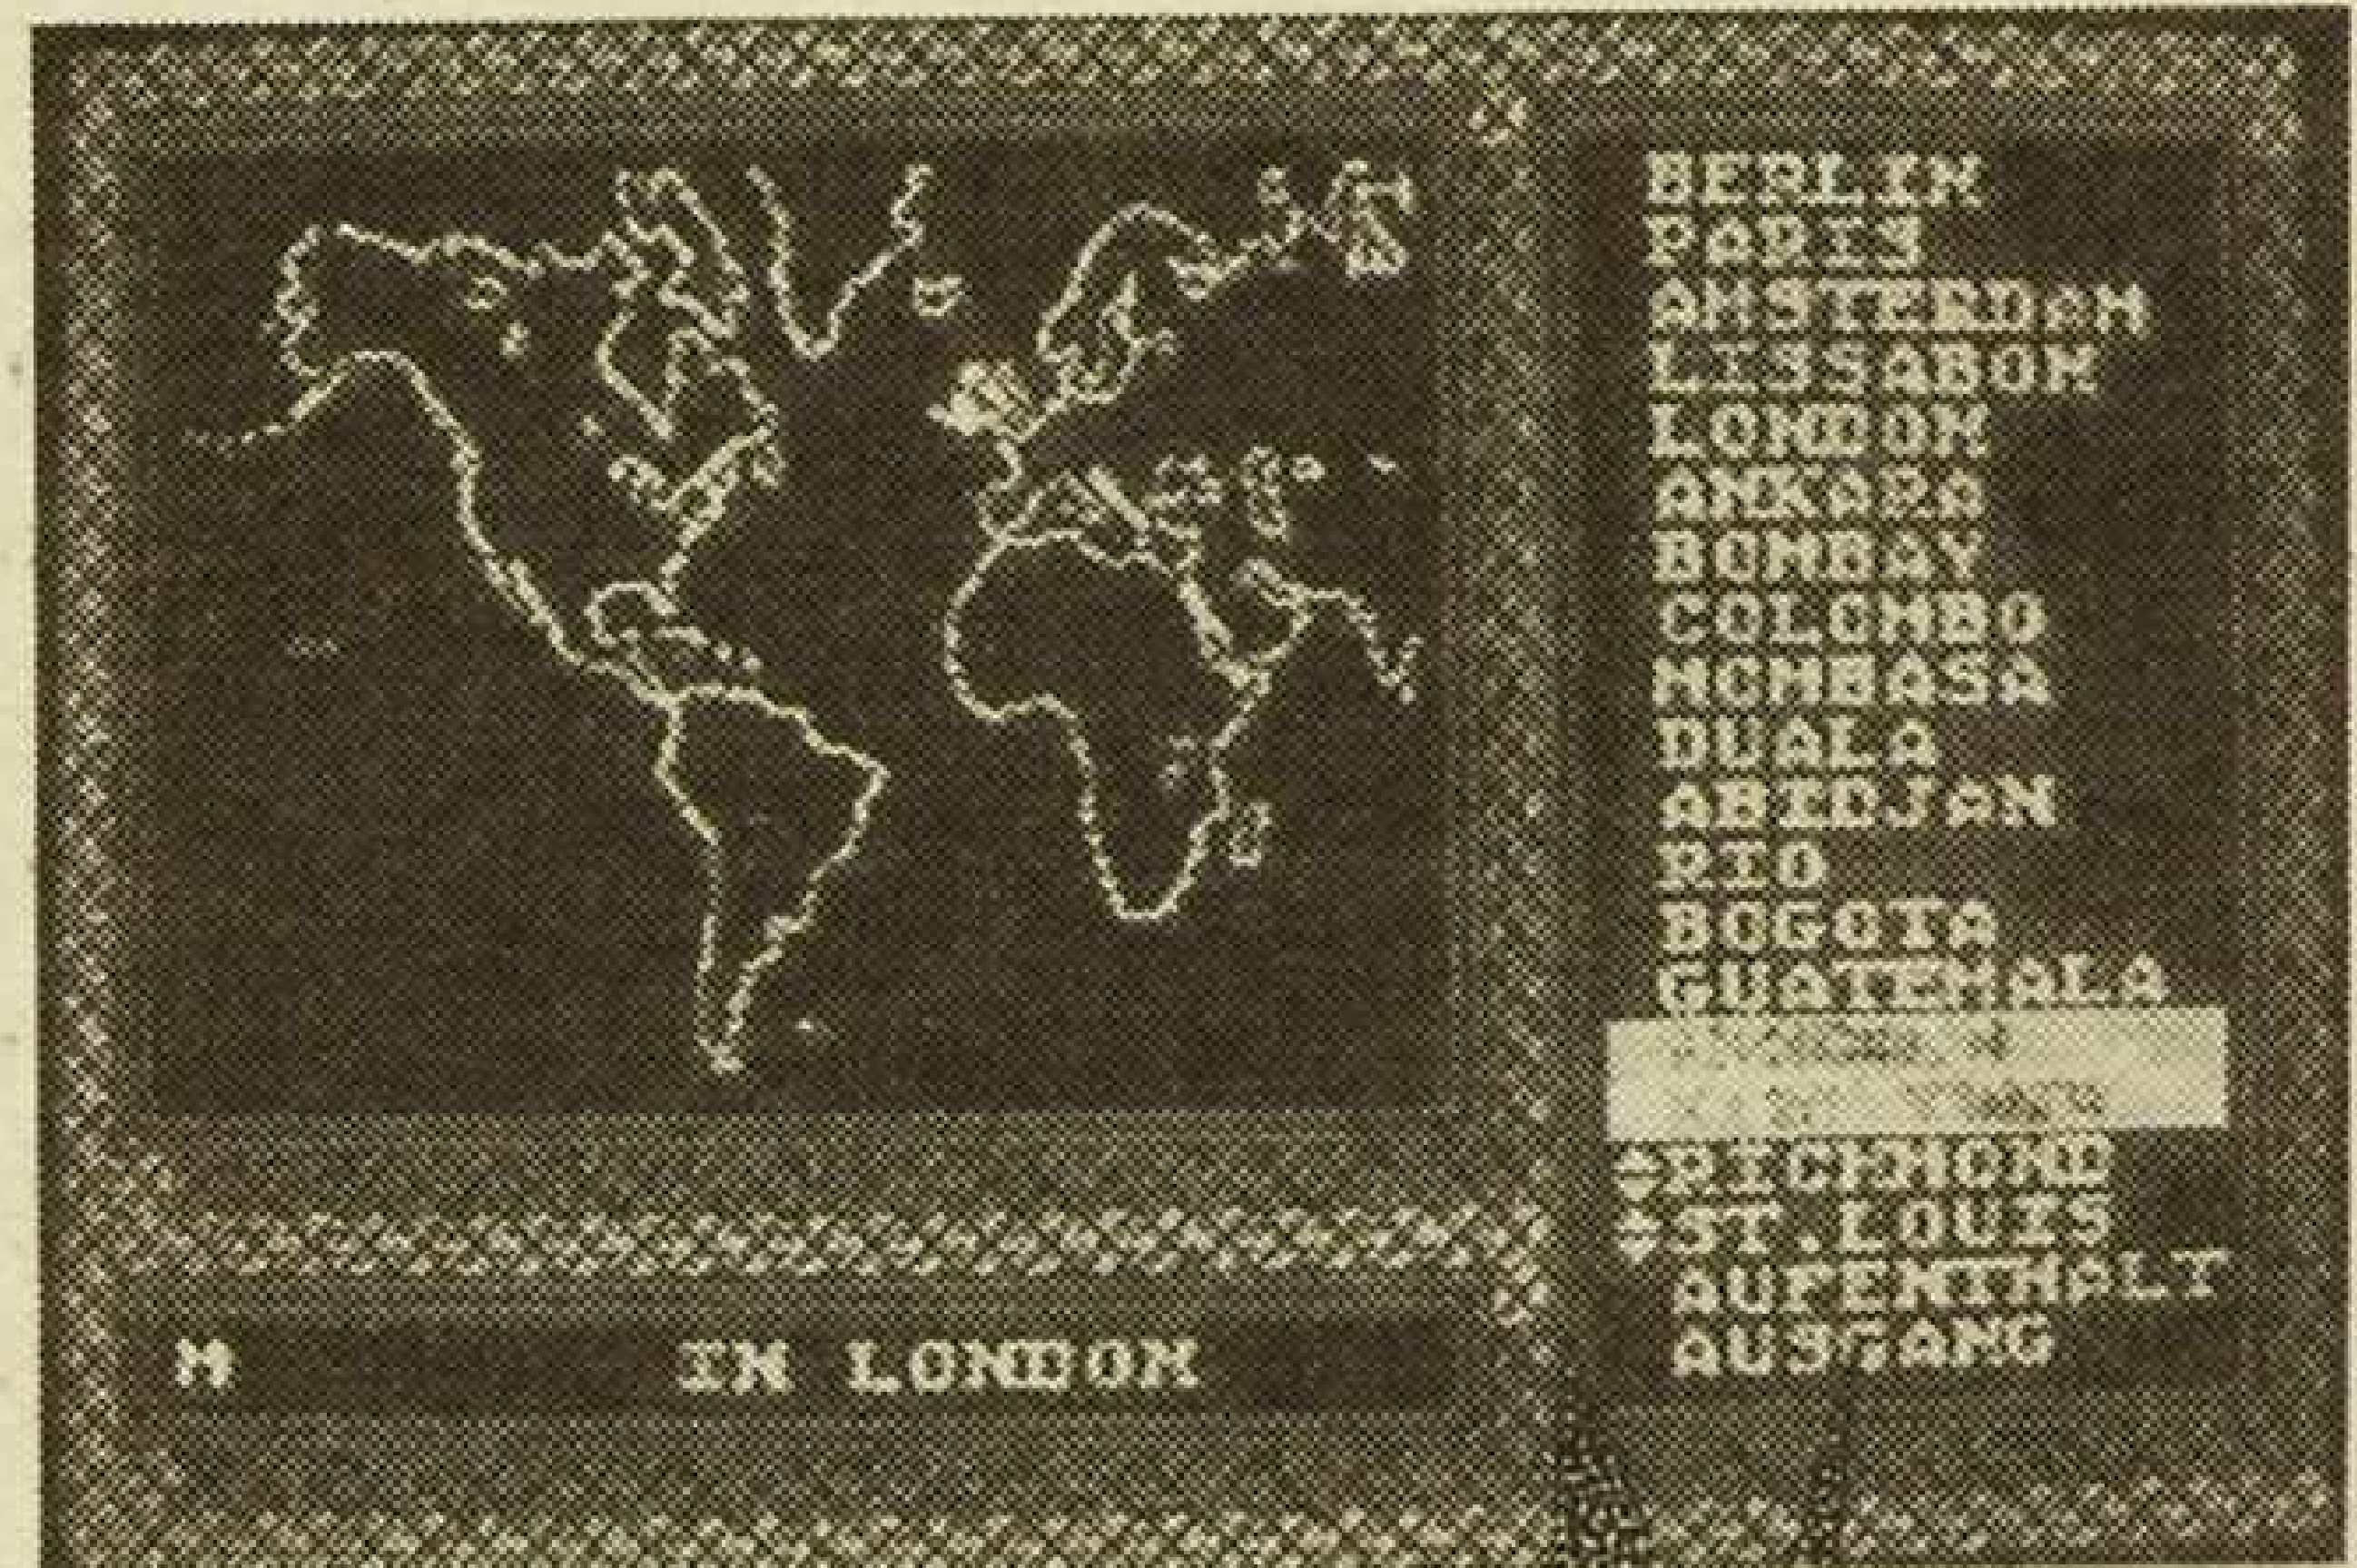 BERLIN
PARIS
AMSTERDAM
LISSABON
LONDON
ANKARA
BOMBAY
COLOMBO
MOMBASA
DUALA
ABIDJAN
RIO
BOGOTA
GUATEMALA
RICHMOND
ST.LOUIS
AUFENTHALT
AUSGANG
IN LONDON